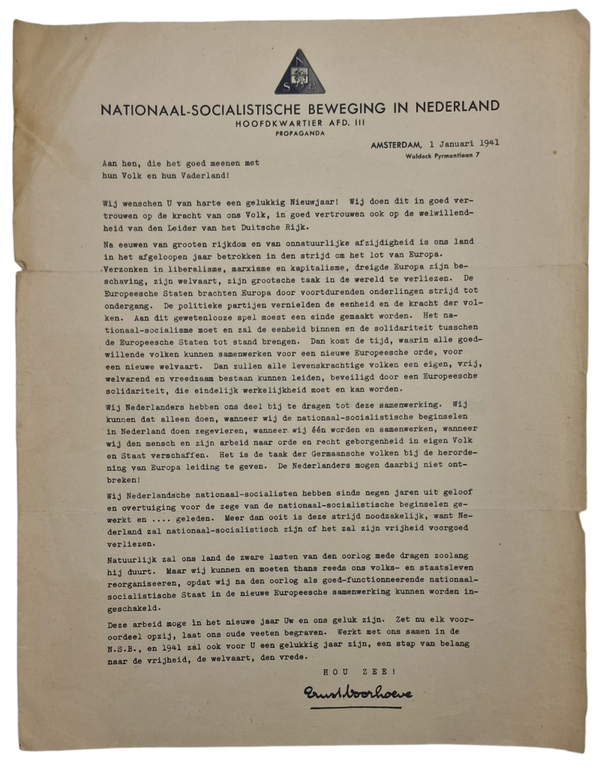 N
S B
NATIONAAL-SOCIALISTISCHE BEWEGING IN NEDERLAND
HOOFDKWARTIER AFD. III
PROPAGANDA
AMSTERDAM, 1 Januari 1941
Waldeck Pyrmontlaan 7
Aan hen, die het goed meenen met
hun Volk en hun Vaderland!
Wij wenschen U van harte een gelukkig Nieuwjaar! Wij doen dit in goed ver-
trouwen op de kracht van ons Volk, in goed vertrouwen ook op de welwillend-
heid van den Leider van het Duitsche Rijk.
Na eeuwen van grooten rijkdom en van onnatuurlijke afzijdigheid is ons land
in het afgeloopen jaar betrokken in den strijd om het lot van Europa.
Verzonken in liberalisme, marxisme en kapitalisme, dreigde Europa zijn be-
schaving, zijn welvaart, zijn grootsche taak in de wereld te verliezen. De
Europeesche Staten brachten Europa door voortdurenden onderlingen strijd tot
ondergang. De politieke partijen vernielden de eenheid en de kracht der vol-
ken. Aan dit gewetenlooze spel moest een einde gemaakt worden. Het na-
tionaal-socialisme moet en zal de eenheid binnen en de solidariteit tusschen
de Europeesche Staten tot stand brengen. Dan komt de tijd, waarin alle goed-
willende volken kunnen samenwerken voor een nieuwe Europeesche orde, voor
een nieuwe welvaart. Dan zullen alle levenskrachtige volken een eigen, vrij,
welvarend en vreedzaam bestaan kunnen leiden, beveiligd door een Europeesche
solidariteit, die eindelijk werkelijkheid moet en kan worden.
Wij Nederlanders hebben ons deel bij te dragen tot deze samenwerking. Wij
kunnen dat alleen doen, wanneer wij de nationaal-socialistische beginselen
in Nederland doen zegevieren, wanneer wij één worden en samenwerken, wanneer
wij den mensch en zijn arbeid naar orde en recht geborgenheid in eigen Volk
en Staat verschaffen. Het is de taak der Germaansche volken bij de herorde-
ning van Europa leiding te geven. De Nederlanders mogen daarbij niet ont-
breken!
Wij Nederlandsche nationaal-socialisten hebben sinds negen jaren uit geloof
en overtuiging voor de zege van de nationaal-socialistische beginselen ge-
werkt en .... geleden. Meer dan ooit is deze strijd noodzakelijk, want Ne-
derland zal nationaal-socialistisch zijn of het zal zijn vrijheid voorgoed
verliezen.
Natuurlijk zal ons land de zware lasten van den oorlog mede dragen zoolang
hij duurt. Maar wij kunnen en moeten thans reeds ons volks- en staatsleven
reorganiseren, opdat wij na den oorlog als goed-functionneerende nationaal-
socialistische Staat in de nieuwe Europeesche samenwerking kunnen worden in-
geschakeld.
Deze arbeid moge in het nieuwe jaar Uw en ons geluk zijn. Zet nu elk voor-
oordeel opzij, laat ons oude veeten begraven. Werkt met ons samen in de
N.S.B., en 1941 zal ook voor U een gelukkig jaar zijn, een stap van belang
naar de vrijheid, de welvaart, den vrede.
HOU ZEE!
Ernst Voorhoeve